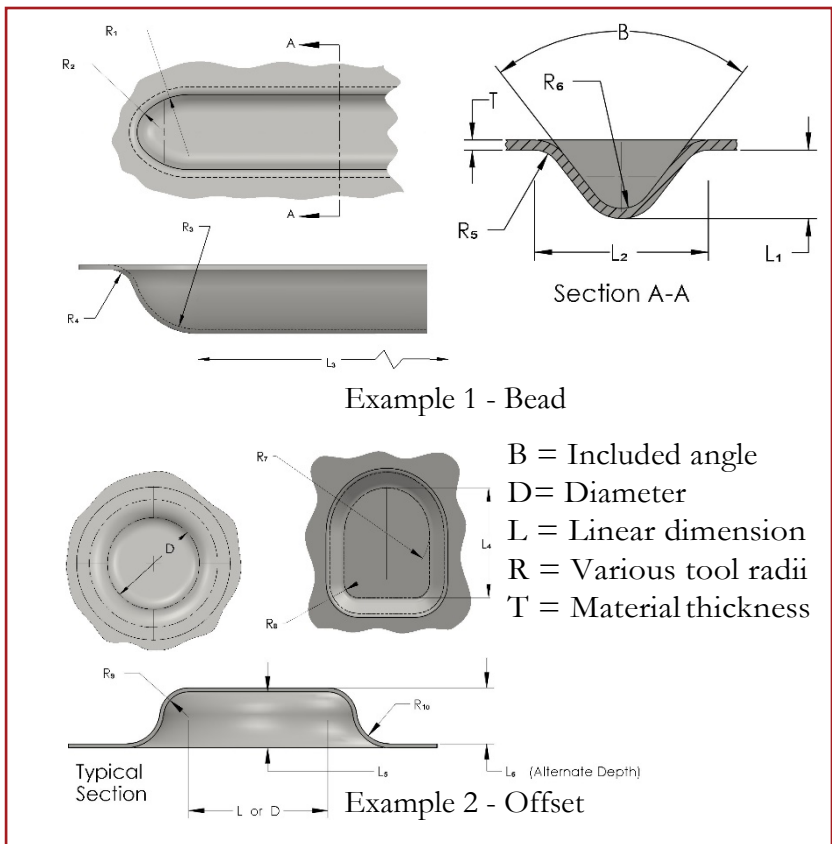 R₁
R₂
A
A
B
R₆
T
R₅
L₂
L₁
Section A-A
R₃
R₄
L₃
Example 1 - Bead
R₇
D
L₄
R₈
B = Included angle
D= Diameter
L = Linear dimension
R = Various tool radii
T = Material thickness
R₉
R₁₀
Typical
Section
L₅
L₆ (Alternate Depth)
L or D
Example 2 - Offset